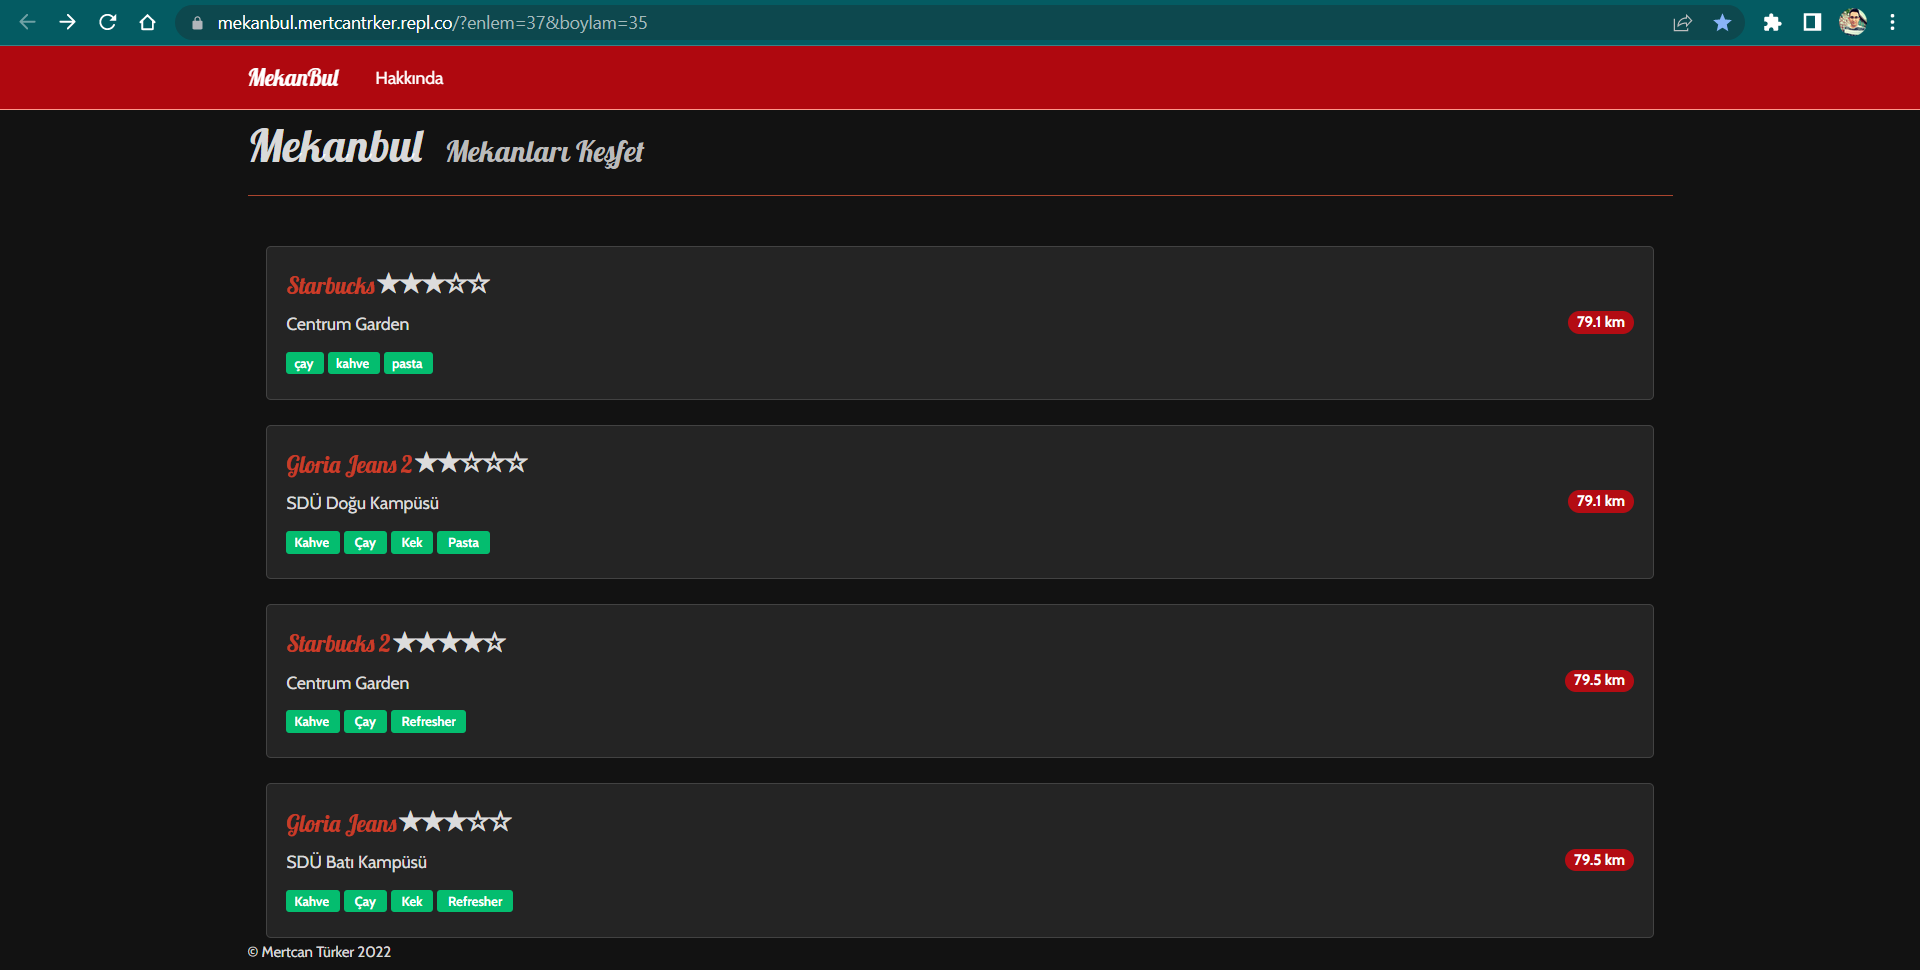 mekanbul.mertcantrker.repl.co/?enlem=37&boylam=35
MekanBul Hakkında
Mekanbul Mekanları Keşfet
Starbucks ★★★☆☆
Centrum Garden
79.1 km
çay kahve pasta
Gloria Jeans 2 ★★☆☆☆
SDÜ Doğu Kampüsü
79.1 km
Kahve Çay Kek Pasta
Starbucks 2 ★★★★☆
Centrum Garden
79.5 km
Kahve Çay Refresher
Gloria Jeans ★★★☆☆
SDÜ Batı Kampüsü
79.5 km
Kahve Çay Kek Refresher
© Mertcan Türker 2022